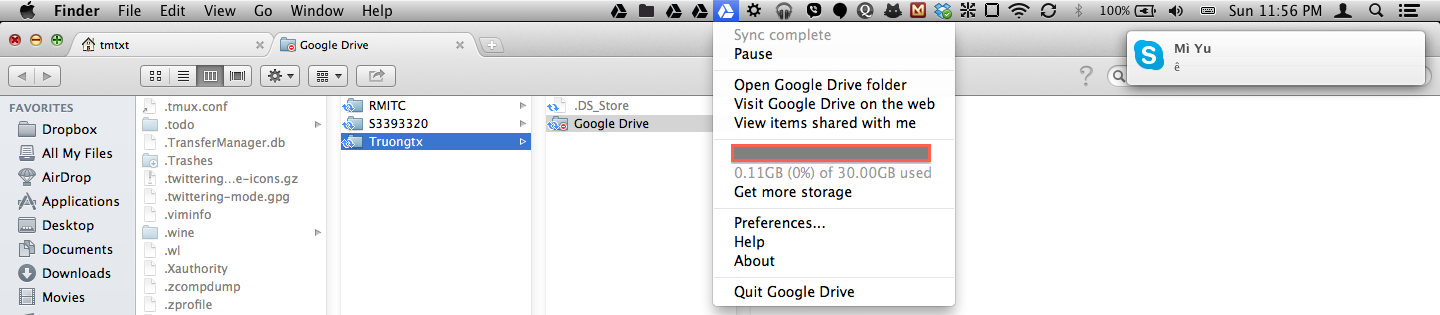 Finder File Edit View Go Window Help 100% Sun 11:56 PM
tmtxt Google Drive
FAVORITES
Dropbox
All My Files
AirDrop
Applications
Desktop
Documents
Downloads
Movies
.tmux.conf
.todo
.TransferManager.db
.Trashes
.twittering...e-icons.gz
.twittering-mode.gpg
.viminfo
.wine
.wl
.Xauthority
.zcompdump
.zprofile
RMITC
S3393320
Truongtx
.DS_Store
Google Drive
Sync complete
Pause
Open Google Drive folder
Visit Google Drive on the web
View items shared with me
0.11GB (0%) of 30.00GB used
Get more storage
Preferences...
Help
About
Quit Google Drive
Mì Yu
ê